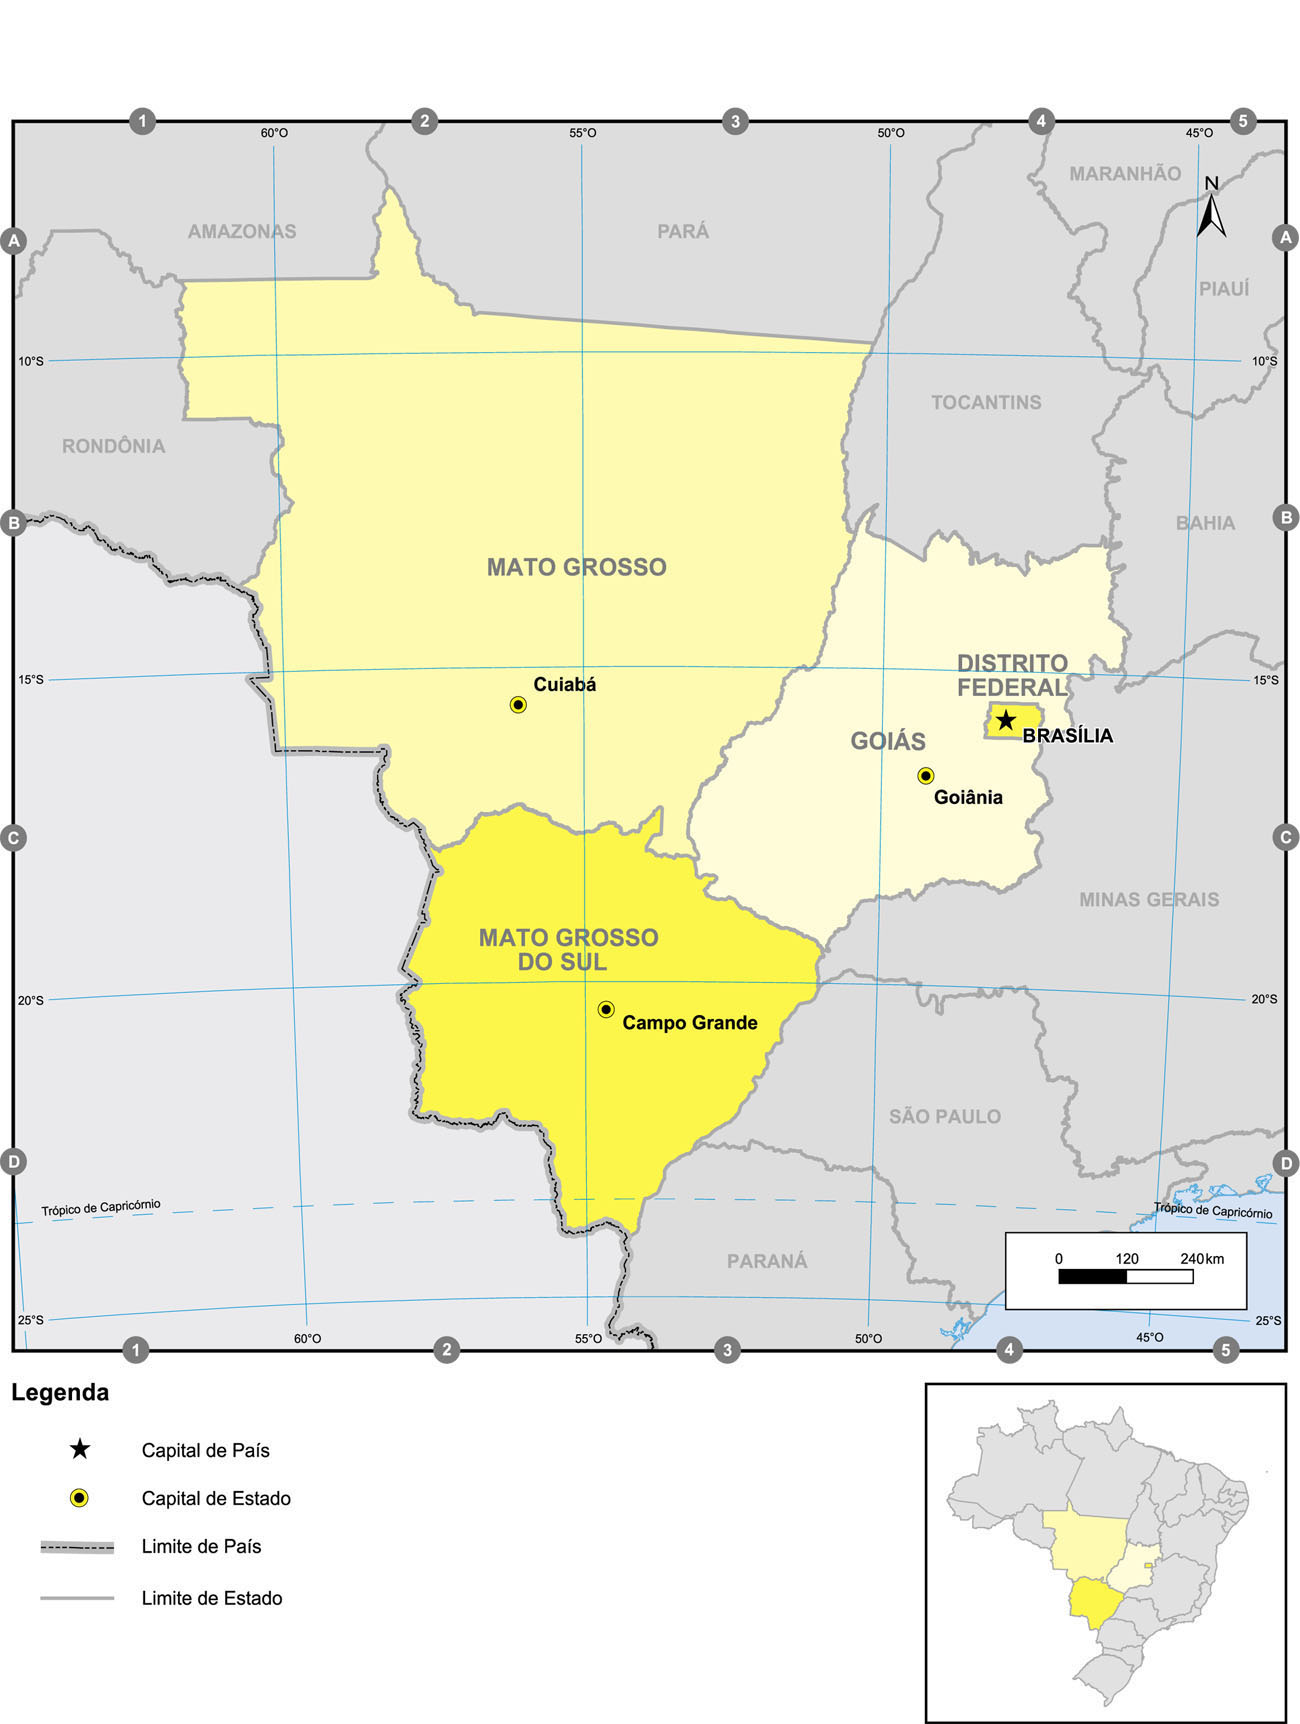 1 2 3 4 5
60°O 55°O 50°O 45°O
MARANHÃO
N
AMAZONAS PARÁ
A A
PIAUÍ
10°S 10°S
TOCANTINS
RONDÔNIA
B B
BAHIA
MATO GROSSO
DISTRITO
FEDERAL
15°S 15°S
Cuiabá
BRASÍLIA
GOIÁS
Goiânia
C C
MINAS GERAIS
MATO GROSSO
DO SUL
20°S 20°S
Campo Grande
SÃO PAULO
D D
Trópico de Capricórnio Trópico de Capricórnio
PARANÁ
0 120 240 km
25°S 25°S
60°O 55°O 50°O 45°O
1 2 3 4 5
Legenda
Capital de País
Capital de Estado
Limite de País
Limite de Estado